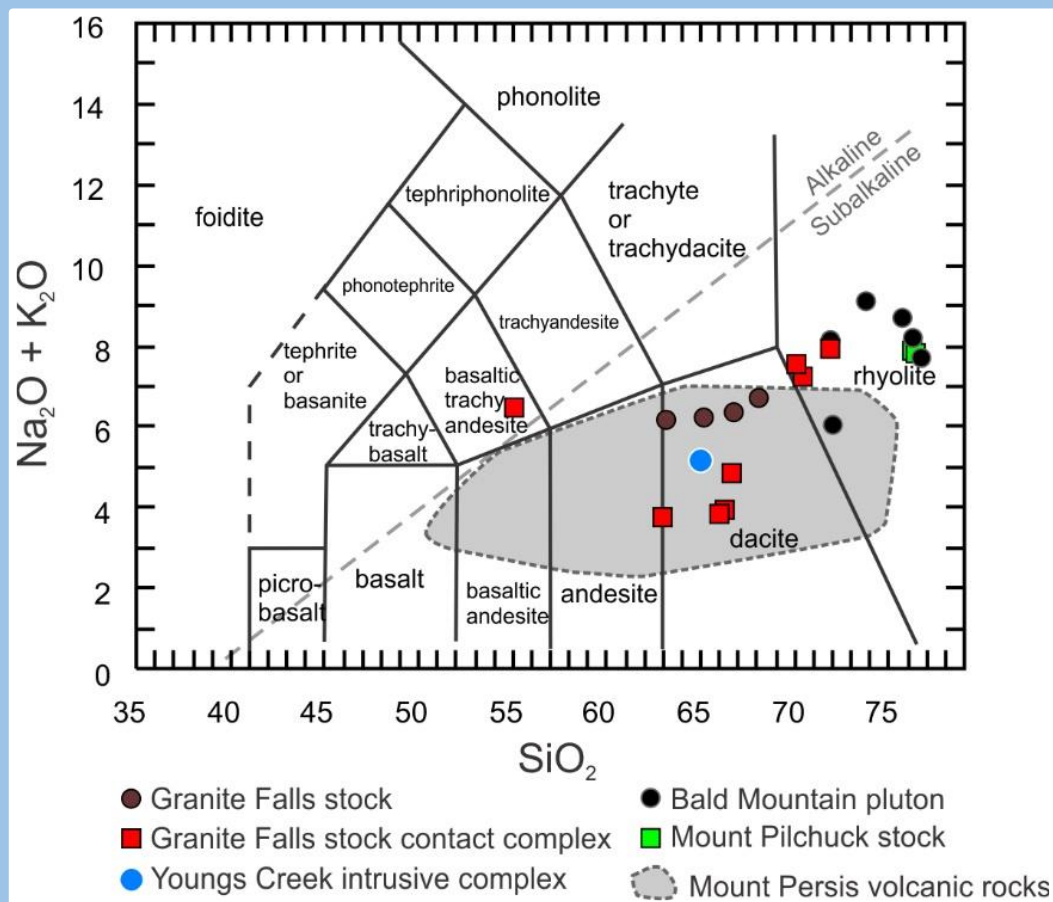 16
14
12
10
8
6
4
2
0
Na₂O + K₂O
35
40
45
50
55
60
65
70
75
SiO₂
phonolite
foidite
tephriphonolite
trachyte
or
trachydacite
Alkaline
Subalkaline
phonotephrite
trachyandesite
tephrite
or
basanite
basaltic
trachy-
andesite
trachy-
basalt
rhyolite
dacite
picro-
basalt
basalt
basaltic
andesite
andesite
Granite Falls stock
Granite Falls stock contact complex
Youngs Creek intrusive complex
Bald Mountain pluton
Mount Pilchuck stock
Mount Persis volcanic rocks